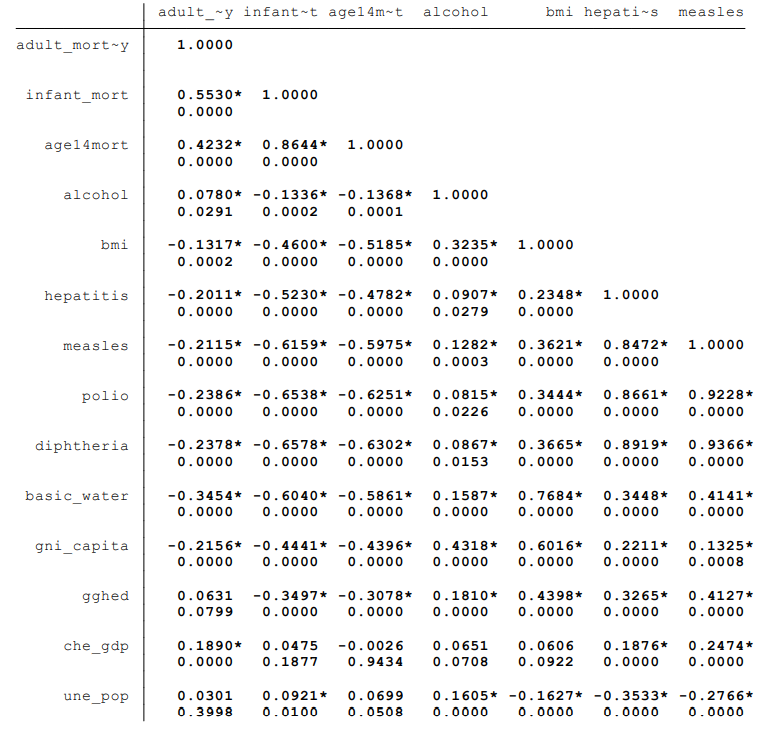 adult_~y infant~t age14m~t alcohol bmi hepati~s measles
adult_mort~y 1.0000
infant_mort 0.5530* 1.0000
0.0000
age14mort 0.4232* 0.8644* 1.0000
0.0000 0.0000
alcohol 0.0780* -0.1336* -0.1368* 1.0000
0.0291 0.0002 0.0001
bmi -0.1317* -0.4600* -0.5185* 0.3235* 1.0000
0.0002 0.0000 0.0000 0.0000
hepatitis -0.2011* -0.5230* -0.4782* 0.0907* 0.2348* 1.0000
0.0000 0.0000 0.0000 0.0279 0.0000
measles -0.2115* -0.6159* -0.5975* 0.1282* 0.3621* 0.8472* 1.0000
0.0000 0.0000 0.0000 0.0003 0.0000 0.0000
polio -0.2386* -0.6538* -0.6251* 0.0815* 0.3444* 0.8661* 0.9228*
0.0000 0.0000 0.0000 0.0226 0.0000 0.0000 0.0000
diphtheria -0.2378* -0.6578* -0.6302* 0.0867* 0.3665* 0.8919* 0.9366*
0.0000 0.0000 0.0000 0.0153 0.0000 0.0000 0.0000
basic_water -0.3454* -0.6040* -0.5861* 0.1587* 0.7684* 0.3448* 0.4141*
0.0000 0.0000 0.0000 0.0000 0.0000 0.0000 0.0000
gni_capita -0.2156* -0.4441* -0.4396* 0.4318* 0.6016* 0.2211* 0.1325*
0.0000 0.0000 0.0000 0.0000 0.0000 0.0000 0.0008
gghed 0.0631 -0.3497* -0.3078* 0.1810* 0.4398* 0.3265* 0.4127*
0.0799 0.0000 0.0000 0.0000 0.0000 0.0000 0.0000
che_gdp 0.1890* 0.0475 -0.0026 0.0651 0.0606 0.1876* 0.2474*
0.0000 0.1877 0.9434 0.0708 0.0922 0.0000 0.0000
une_pop 0.0301 0.0921* 0.0699 0.1605* -0.1627* -0.3533* -0.2766*
0.3998 0.0100 0.0508 0.0000 0.0000 0.0000 0.0000